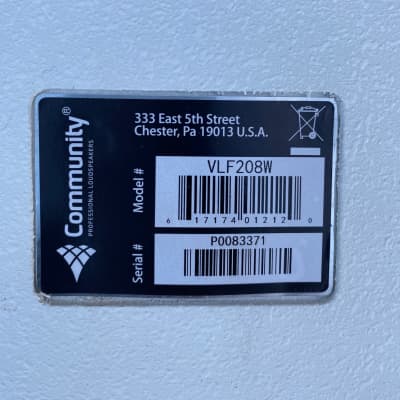 Community®
PROFESSIONAL LOUDSPEAKERS
333 East 5th Street
Chester, Pa 19013 U.S.A.
Model #
VLF208W
6 17174 01212 0
Serial #
P0083371